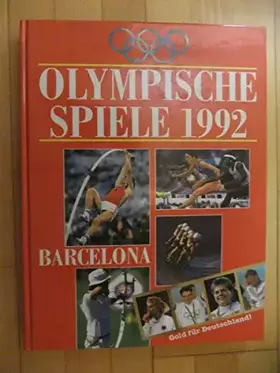 OLYMPISCHE
SPIELE 1992
BARCELONA
Gold für Deutschland!